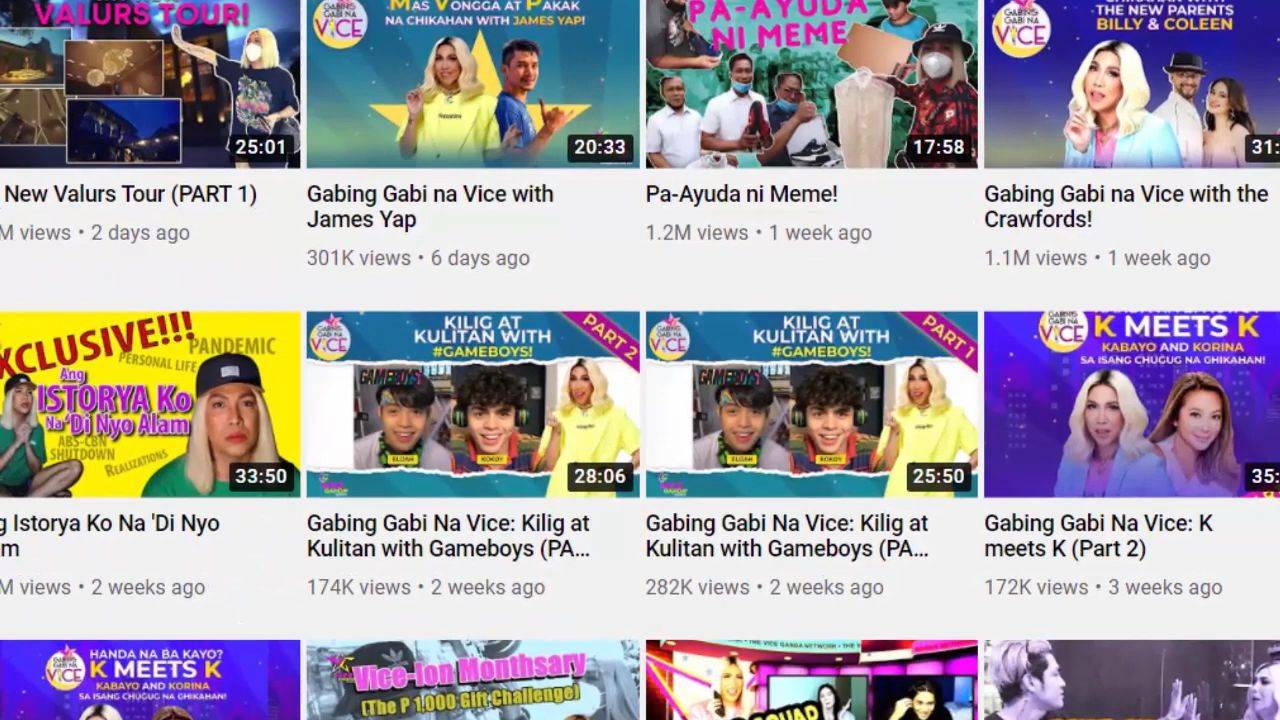 VALURS TOUR!
25:01
New Valurs Tour (PART 1)
M views • 2 days ago
GABING
GABI NA
VICE
MAS VONGGA AT PAKAK
NA CHIKAHAN WITH JAMES YAP!
20:33
Gabing Gabi na Vice with
James Yap
301K views • 6 days ago
PA-AYUDA
NI MEME!
17:58
Pa-Ayuda ni Meme!
1.2M views • 1 week ago
GABING
GABI NA
VICE
CHIKAHAN WITH
THE NEW PARENTS
BILLY & COLEEN
31:
Gabing Gabi na Vice with the
Crawfords!
1.1M views • 1 week ago
XCLUSIVE!!!
PERSONAL LIFE
PANDEMIC
Ang
ISTORYA Ko
Na 'Di Nyo Alam
ABS-CBN
SHUTDOWN
REALIZATIONS
33:50
g Istorya Ko Na 'Di Nyo
m
M views • 2 weeks ago
GABING
GABI NA
VICE
KILIG AT
KULITAN WITH
#GAMEBOYS!
PART 2
GAMEBOYS
ELIJAH
KOKOY
28:06
Gabing Gabi Na Vice: Kilig at
Kulitan with Gameboys (PA...
174K views • 2 weeks ago
GABING
GABI NA
VICE
KILIG AT
KULITAN WITH
#GAMEBOYS!
PART 1
GAMEBOYS
ELIJAH
KOKOY
25:50
Gabing Gabi Na Vice: Kilig at
Kulitan with Gameboys (PA...
282K views • 2 weeks ago
GABING
GABI NA
VICE
K MEETS K
KABAYO AND KORINA
SA ISANG CHUGUG NA GHIKAHAN!
35:
Gabing Gabi Na Vice: K
meets K (Part 2)
172K views • 3 weeks ago
GABING
GABI NA
VICE
HANDA NA BA KAYO?
K MEETS K
KABAYO AND KORINA
SA ISANG CHUGUG NA GHIKAHAN!
Vice-Ion Monthsary
(The P 1,000 Gift Challenge)
THE VICE GANDA NETWORK
SQUAD